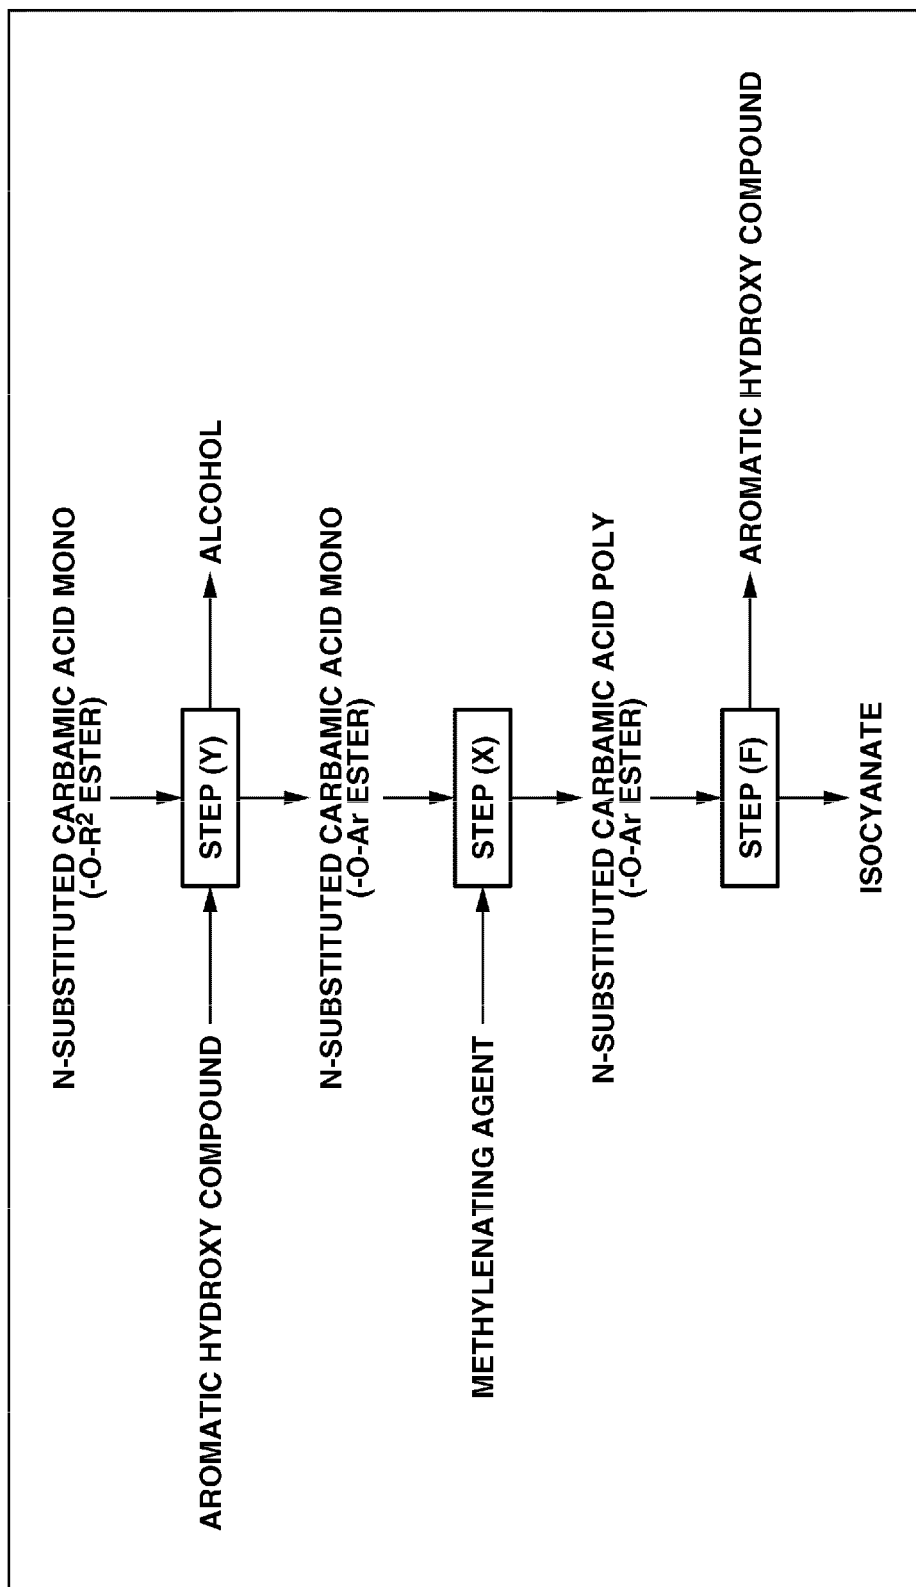 N-SUBSTITUTED CARBAMIC ACID MONO
(-O-R² ESTER)
AROMATIC HYDROXY COMPOUND
STEP (Y)
ALCOHOL
N-SUBSTITUTED CARBAMIC ACID MONO
(-O-Ar ESTER)
METHYLENATING AGENT
STEP (X)
N-SUBSTITUTED CARBAMIC ACID POLY
(-O-Ar ESTER)
STEP (F)
AROMATIC HYDROXY COMPOUND
ISOCYANATE